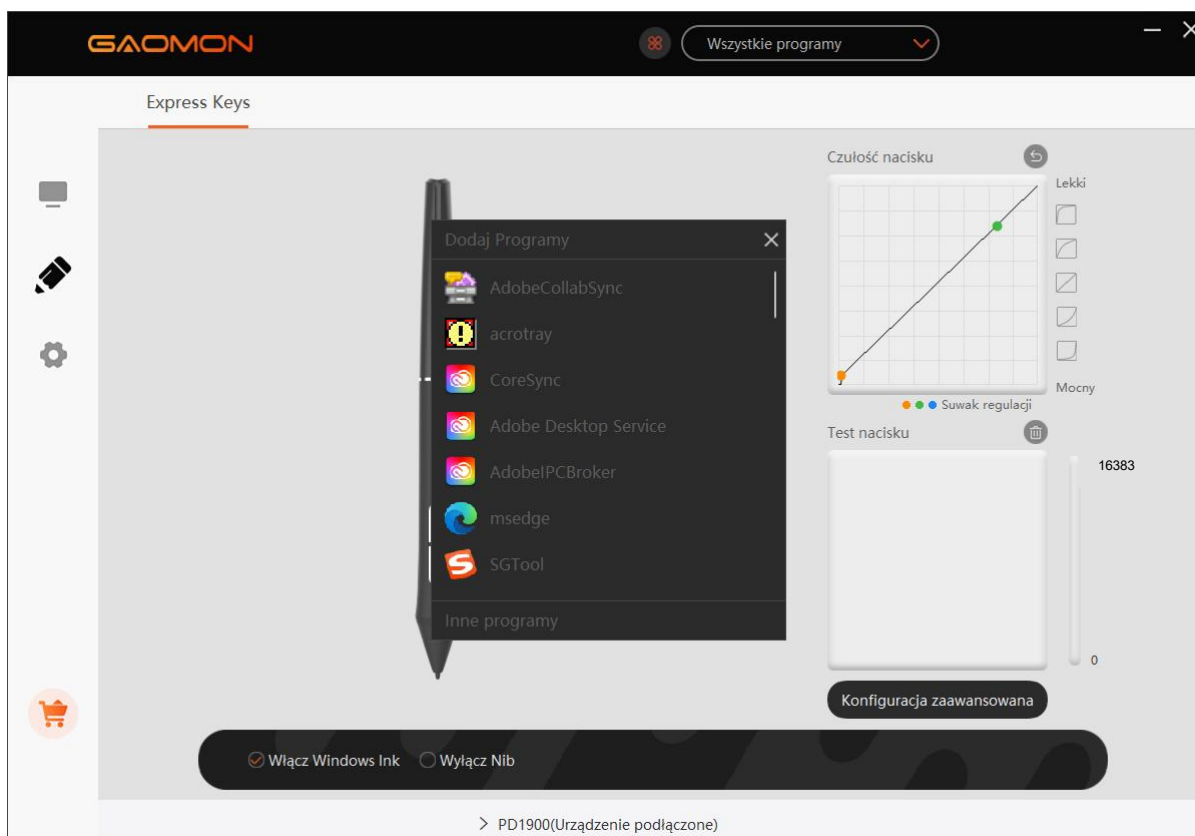 GAOMON
Wszystkie programy
Express Keys
Dodaj Programy
AdobeCollabSync
acrotray
CoreSync
Adobe Desktop Service
AdobeIPCBroker
msedge
SGTool
Inne programy
Czułość nacisku
Lekki
Mocny
Suwak regulacji
Test nacisku
16383
0
Konfiguracja zaawansowana
Włącz Windows Ink
Wyłącz Nib
PD1900(Urządzenie podłączone)